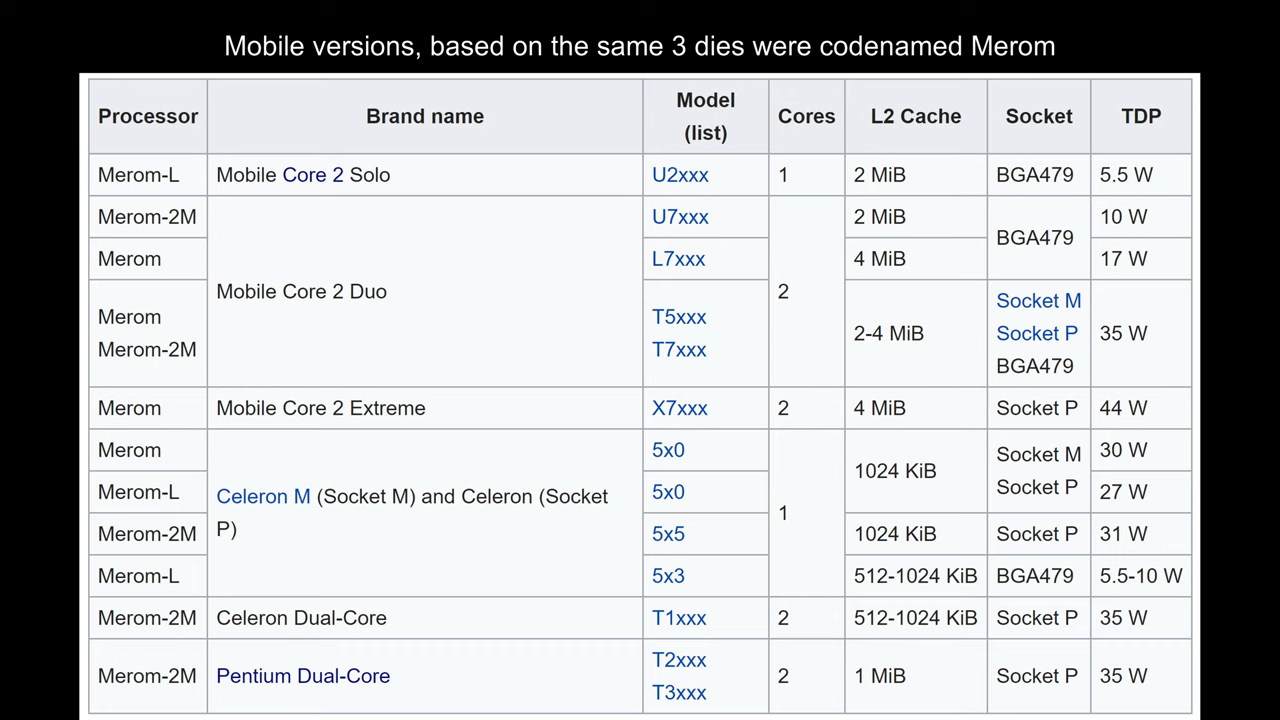 Mobile versions, based on the same 3 dies were codenamed Merom
Processor Brand name Model (list) Cores L2 Cache Socket TDP
Merom-L Mobile Core 2 Solo U2xxx 1 2 MiB BGA479 5.5 W
Merom-2M Mobile Core 2 Duo U7xxx 2 2 MiB BGA479 10 W
Merom L7xxx 4 MiB 17 W
Merom T5xxx 2-4 MiB Socket M 35 W
Merom-2M T7xxx Socket P
BGA479
Merom Mobile Core 2 Extreme X7xxx 2 4 MiB Socket P 44 W
Merom Celeron M (Socket M) and Celeron (Socket P) 5x0 1 1024 KiB Socket M 30 W
Merom-L 5x0 Socket P 27 W
Merom-2M 5x5 1024 KiB Socket P 31 W
Merom-L 5x3 512-1024 KiB BGA479 5.5-10 W
Merom-2M Celeron Dual-Core T1xxx 2 512-1024 KiB Socket P 35 W
Merom-2M Pentium Dual-Core T2xxx 2 1 MiB Socket P 35 W
T3xxx